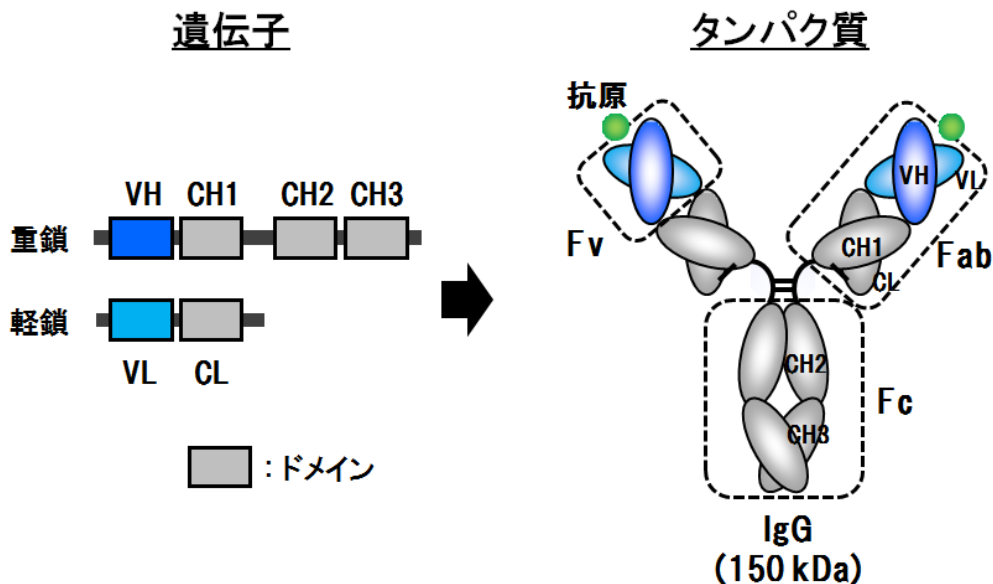 遺伝子
タンパク質
VH CH1 CH2 CH3
重鎖
軽鎖
VL CL
:ドメイン
抗原
VH
VL
CH1
CL
Fv
Fab
CH2
CH3
Fc
IgG
(150 kDa)